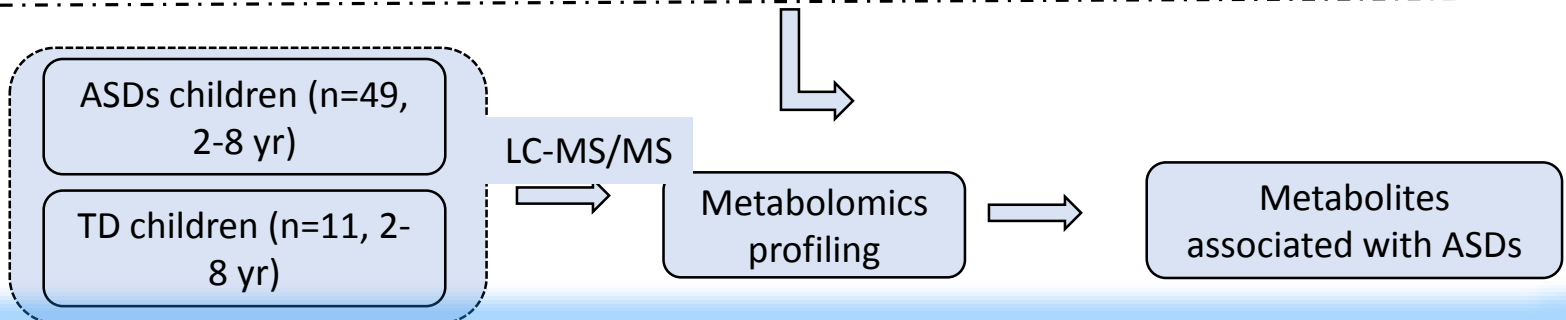 ASDs children (n=49,
2-8 yr)
TD children (n=11, 2-
8 yr)
LC-MS/MS
Metabolomics
profiling
Metabolites
associated with ASDs